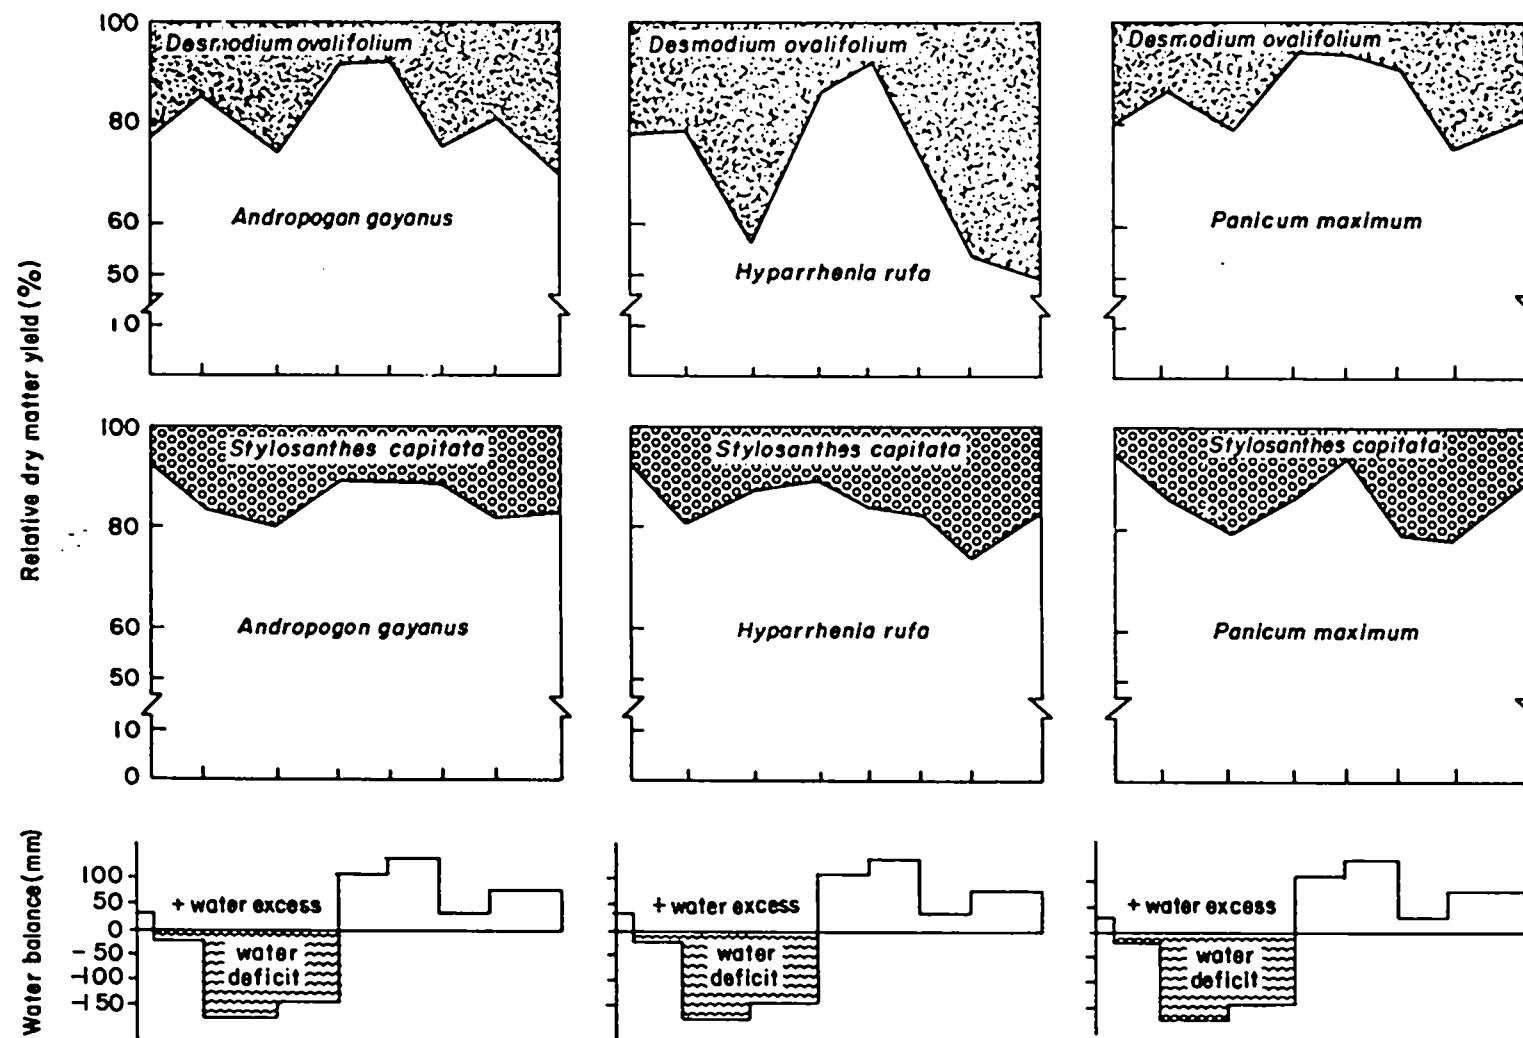 Relative dry matter yield (%)
100
80
60
50
10
Desmodium ovalifolium
Andropogon gayanus
Desmodium ovalifolium
Hyparrhenia rufa
Desmodium ovalifolium
Panicum maximum
100
80
60
50
10
0
Stylosanthes capitata
Andropogon gayanus
Stylosanthes capitata
Hyparrhenia rufa
Stylosanthes capitata
Panicum maximum
Water balance (mm)
100
50
0
-50
-100
-150
+ water excess
water
deficit
+ water excess
water
deficit
+ water excess
water
deficit